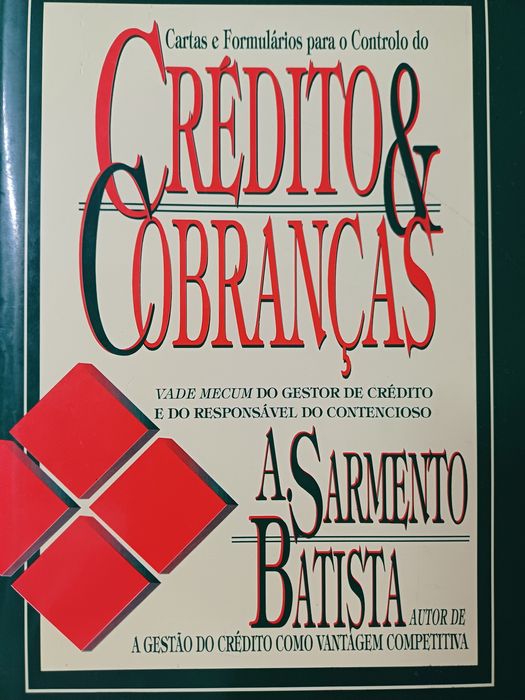 Cartas e Formulários para o Controlo do
CRÉDITO &
COBRANÇAS
VADE MECUM DO GESTOR DE CRÉDITO
E DO RESPONSÁVEL DO CONTENCIOSO
A. SARMENTO
BATISTA
AUTOR DE
A GESTÃO DO CRÉDITO COMO VANTAGEM COMPETITIVA